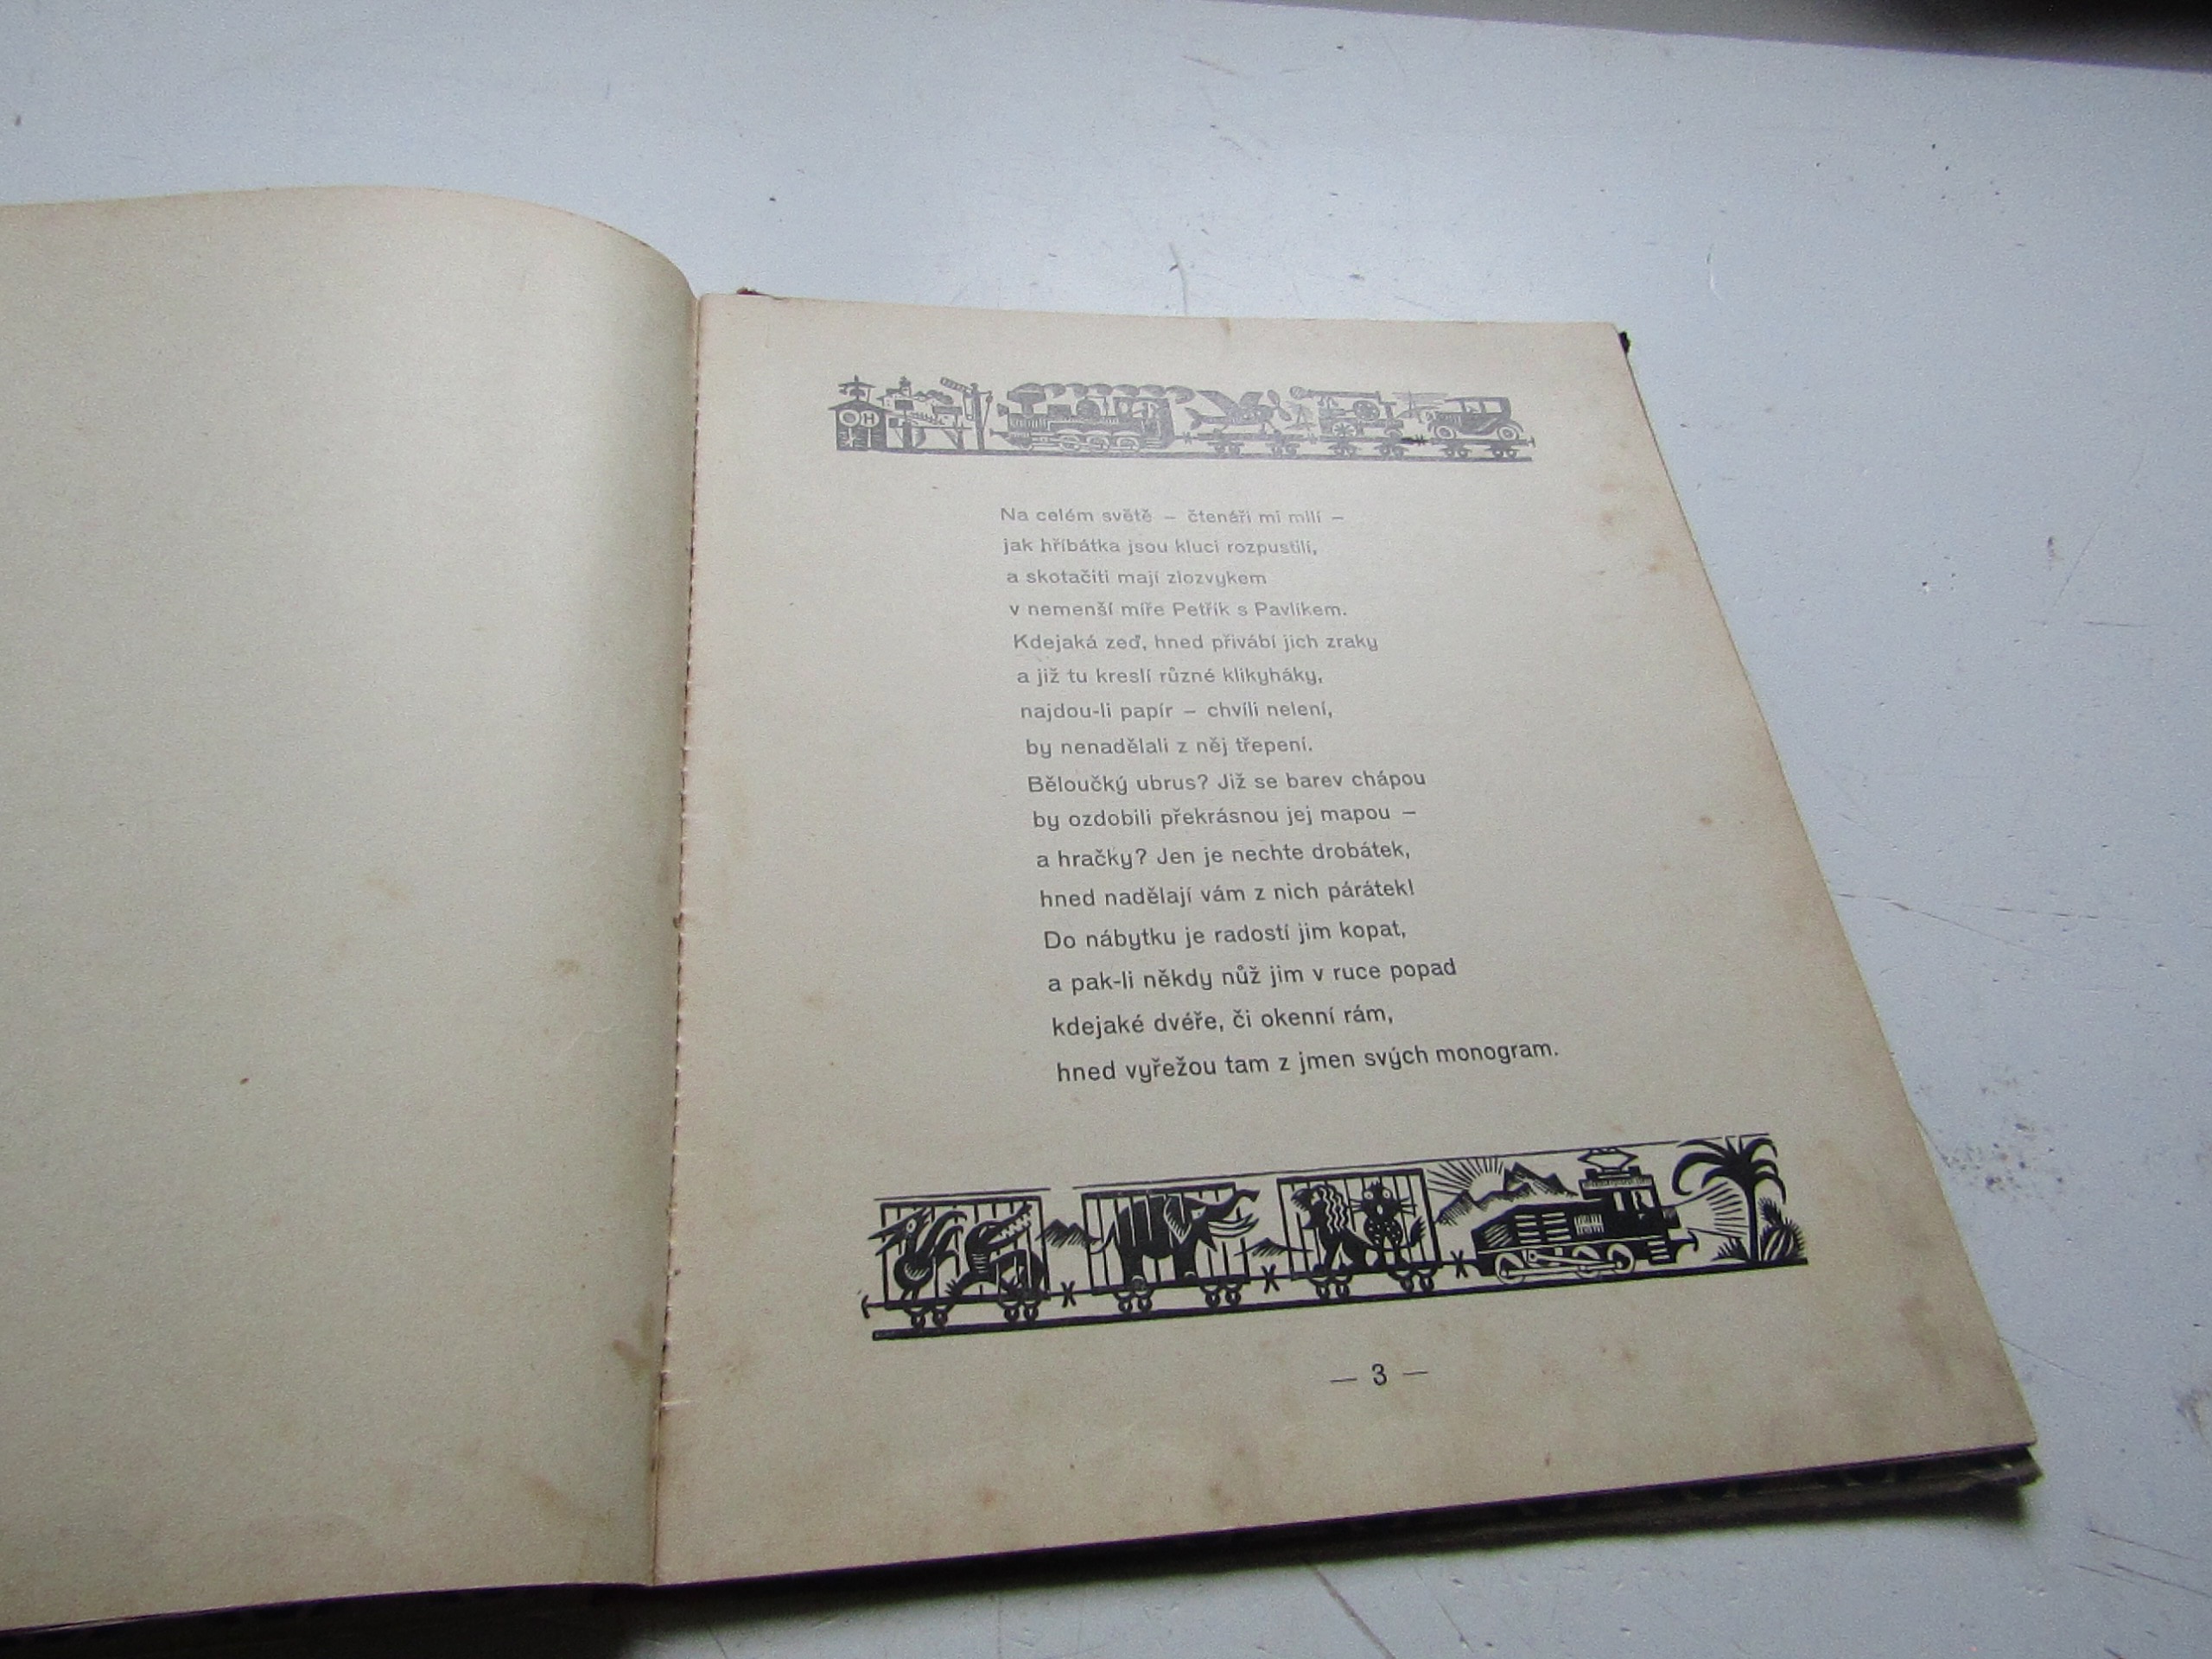 OH
Na celém světě – čtenáři mi milí –
jak hříbátka jsou kluci rozpustilí,
a skotačiti mají zlozvykem
v nemenší míře Petřík s Pavlíkem.
Kdejaká zeď, hned přivábí jich zraky
a již tu kreslí různé klikyháky,
najdou-li papír – chvíli nelení,
by nenadělali z něj třepení.
Běloučký ubrus? Již se barev chápou
by ozdobili překrásnou jej mapou –
a hračky? Jen je nechte drobátek,
hned nadělají vám z nich párátek!
Do nábytku je radostí jim kopat,
a pak-li někdy nůž jim v ruce popad
kdejaké dvéře, či okenní rám,
hned vyřežou tam z jmen svých monogram.
— 3 —